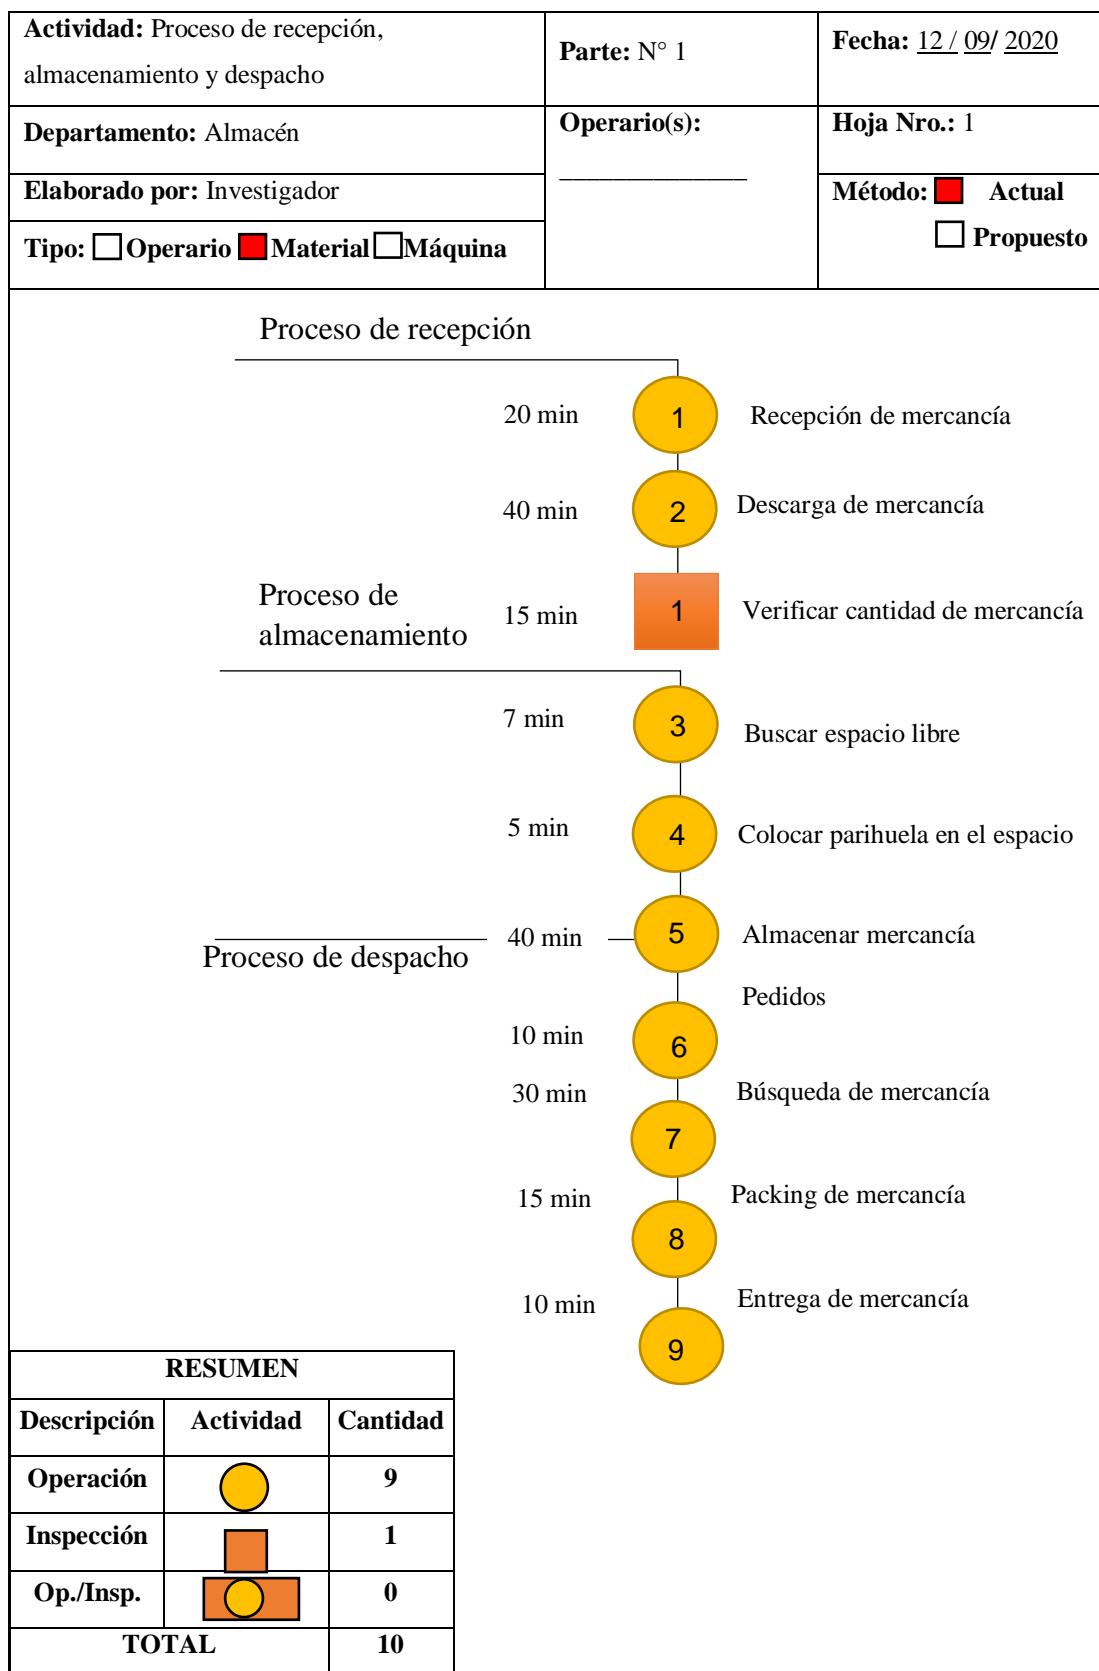 Actividad: Proceso de recepción,
almacenamiento y despacho
Parte: N° 1
Fecha: 12 / 09/ 2020
Departamento: Almacén
Operario(s):
______________
Hoja Nro.: 1
Elaborado por: Investigador
Método: Actual
Propuesto
Tipo: Operario Material Máquina
Proceso de recepción
20 min 1 Recepción de mercancía
40 min 2 Descarga de mercancía
Proceso de
almacenamiento
15 min 1 Verificar cantidad de mercancía
7 min 3 Buscar espacio libre
5 min 4 Colocar parihuela en el espacio
40 min 5 Almacenar mercancía
Proceso de despacho
Pedidos
10 min 6
30 min Búsqueda de mercancía
7
15 min Packing de mercancía
8
10 min Entrega de mercancía
9
RESUMEN
Descripción Actividad Cantidad
Operación 9
Inspección 1
Op./Insp. 0
TOTAL 10